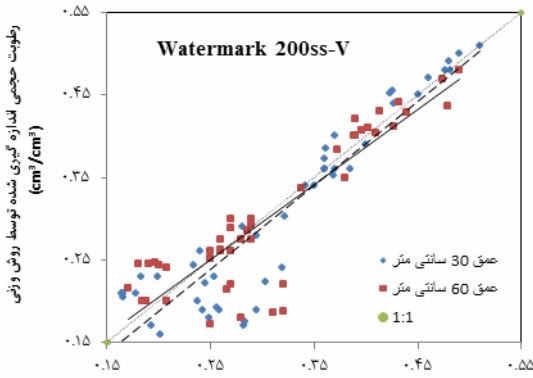 Watermark 200ss-V
رطوبت حجمی اندازه گیری شده توسط روش وزنی
(cm³/cm³)
۰.۵۵
۰.۴۵
۰.۳۵
۰.۲۵
۰.۱۵
عمق 30 سانتی متر
عمق 60 سانتی متر
1:1
۰.۱۵ ۰.۲۵ ۰.۳۵ ۰.۴۵ ۰.۵۵